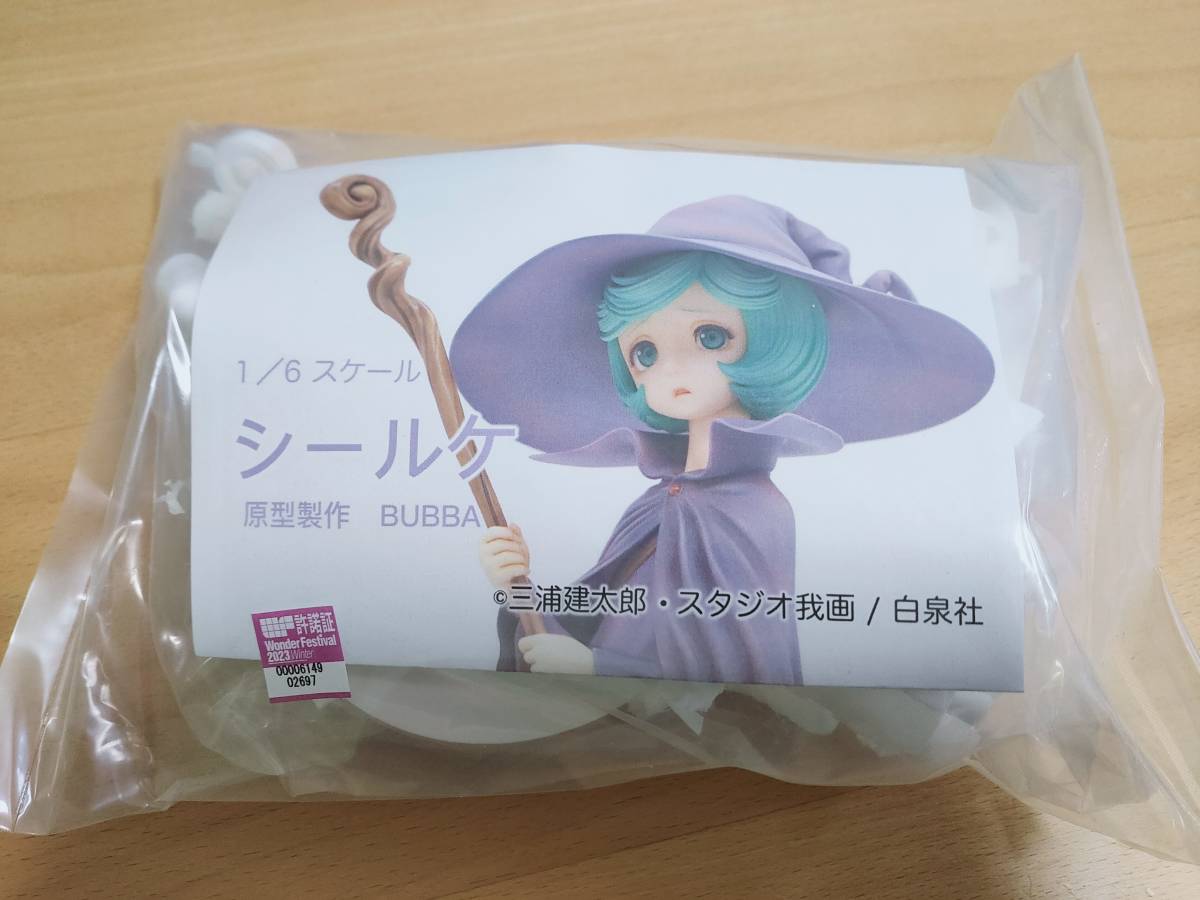 1／6 スケール
シールケ
原型製作　BUBBA
©三浦建太郎・スタジオ我画 / 白泉社
許諾証
Wonder Festival
2023 Winter
00006149
02697